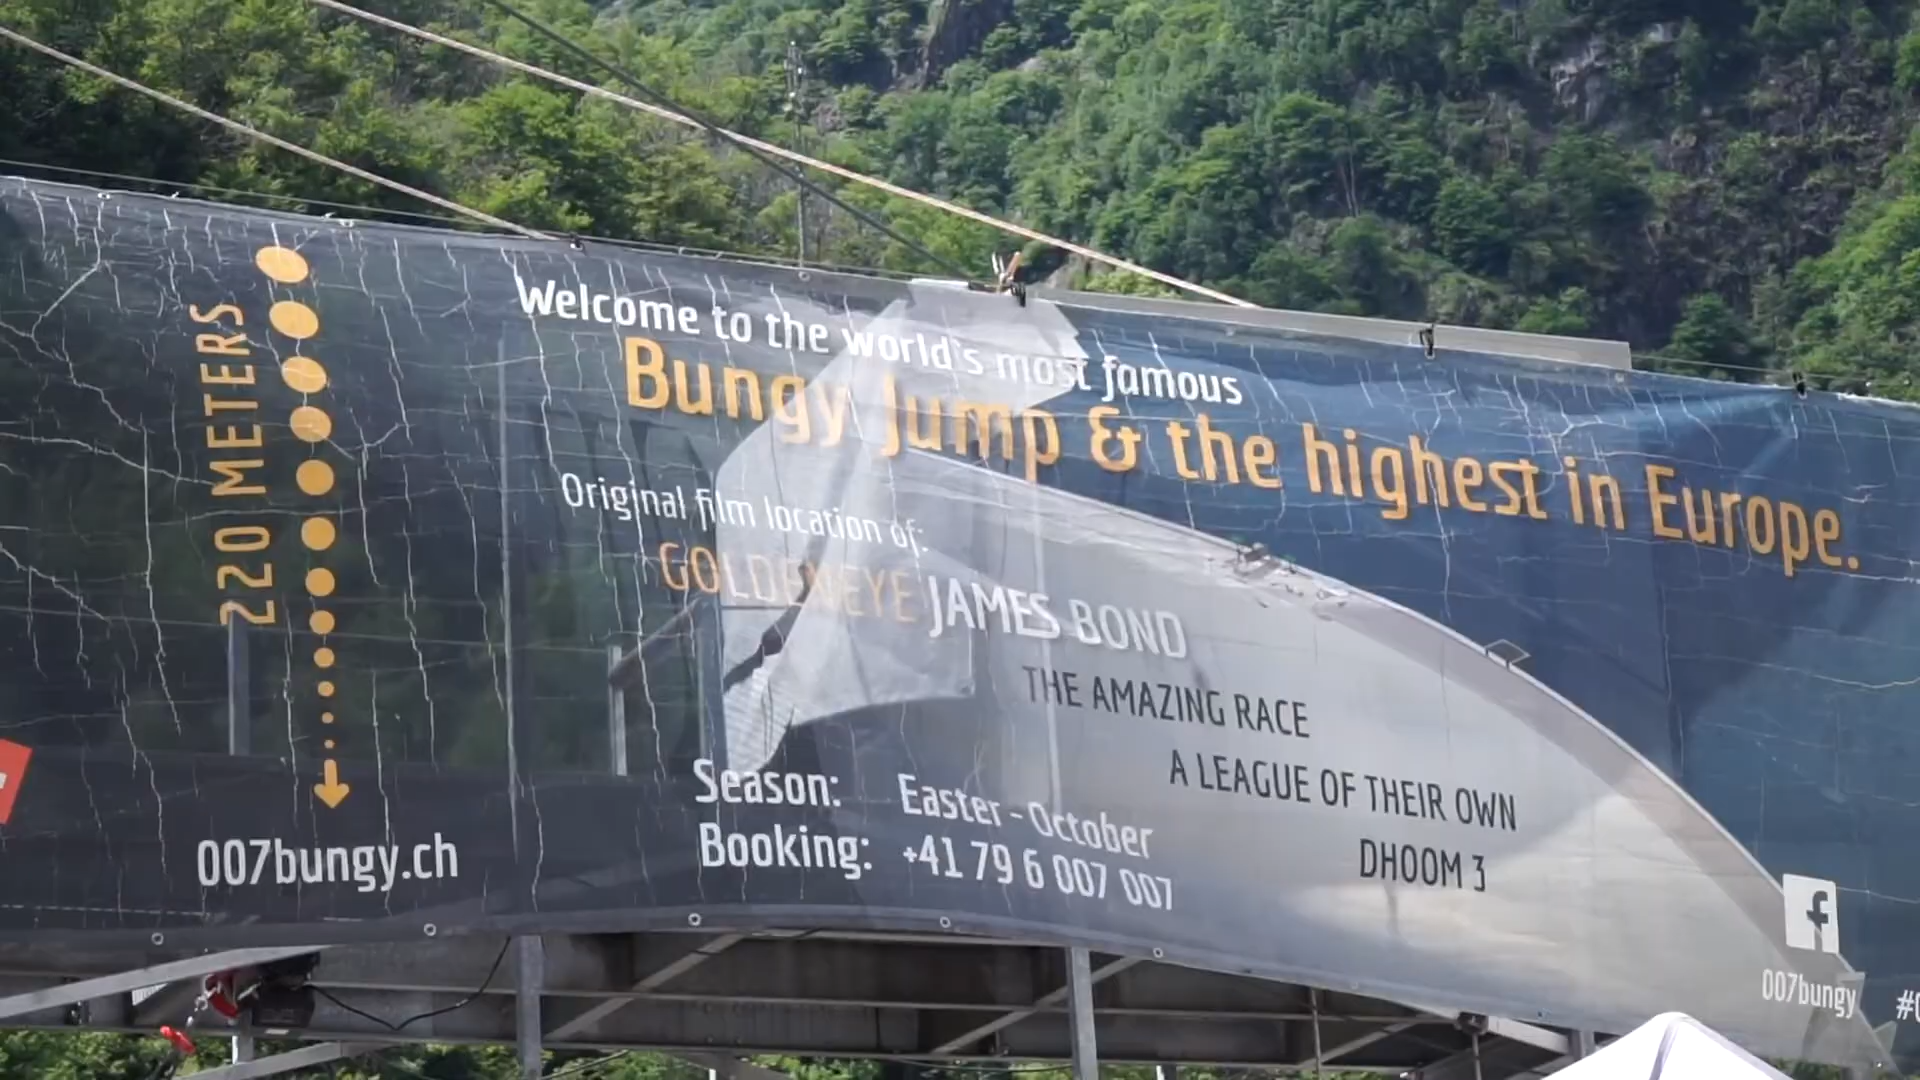 220 METERS
Welcome to the world's most famous
Bungy Jump & the highest in Europe.
Original film location of:
GOLDENEYE JAMES BOND
THE AMAZING RACE
A LEAGUE OF THEIR OWN
DHOOM 3
Season: Easter - October
Booking: +41 79 6 007 007
007bungy.ch
f
007bungy